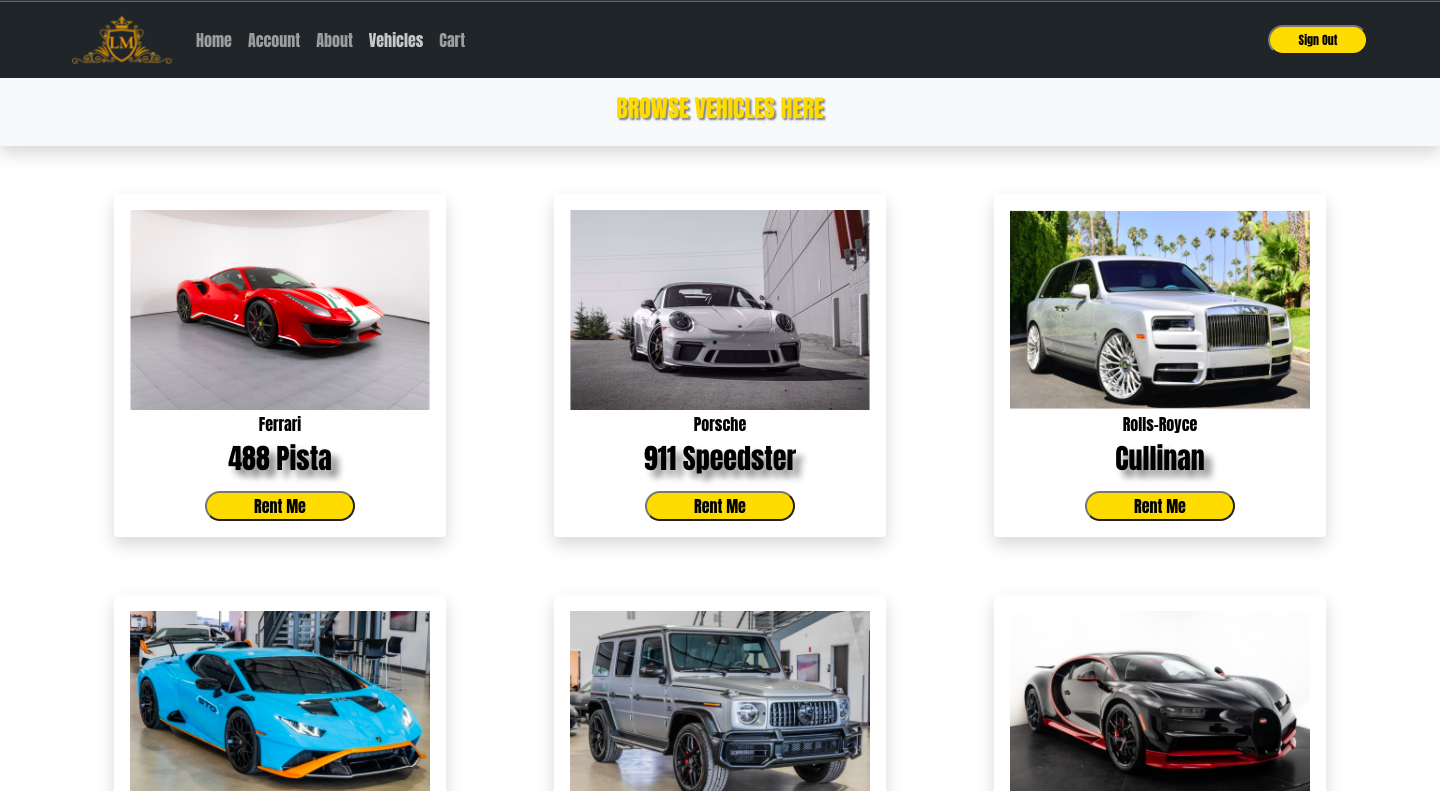 LM
Home Account About Vehicles Cart
Sign Out
BROWSE VEHICLES HERE
Ferrari
488 Pista
Rent Me
Porsche
911 Speedster
Rent Me
Rolls-Royce
Cullinan
Rent Me
STO